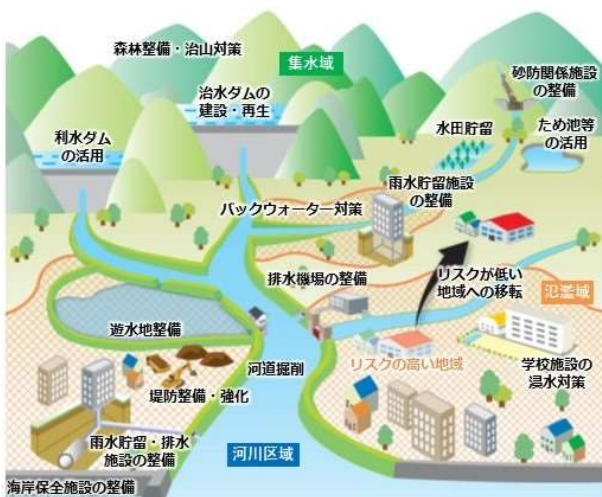 森林整備・治山対策
集水域
砂防関係施設
の整備
治水ダムの
建設・再生
水田貯留
ため池等
の活用
利水ダム
の活用
雨水貯留施設
の整備
バックウォーター対策
排水機場の整備
リスクが低い
地域への移転
氾濫域
遊水地整備
河道掘削
リスクの高い地域
学校施設の
浸水対策
堤防整備・強化
雨水貯留・排水
施設の整備
河川区域
海岸保全施設の整備